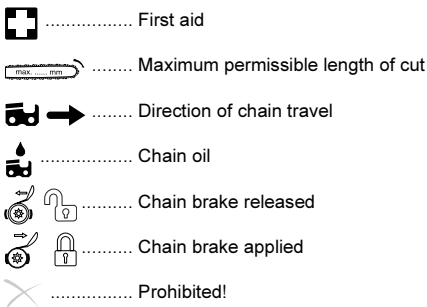 .................. First aid
max. ...... mm ........ Maximum permissible length of cut
........ Direction of chain travel
.................. Chain oil
.......... Chain brake released
.......... Chain brake applied
................ Prohibited!